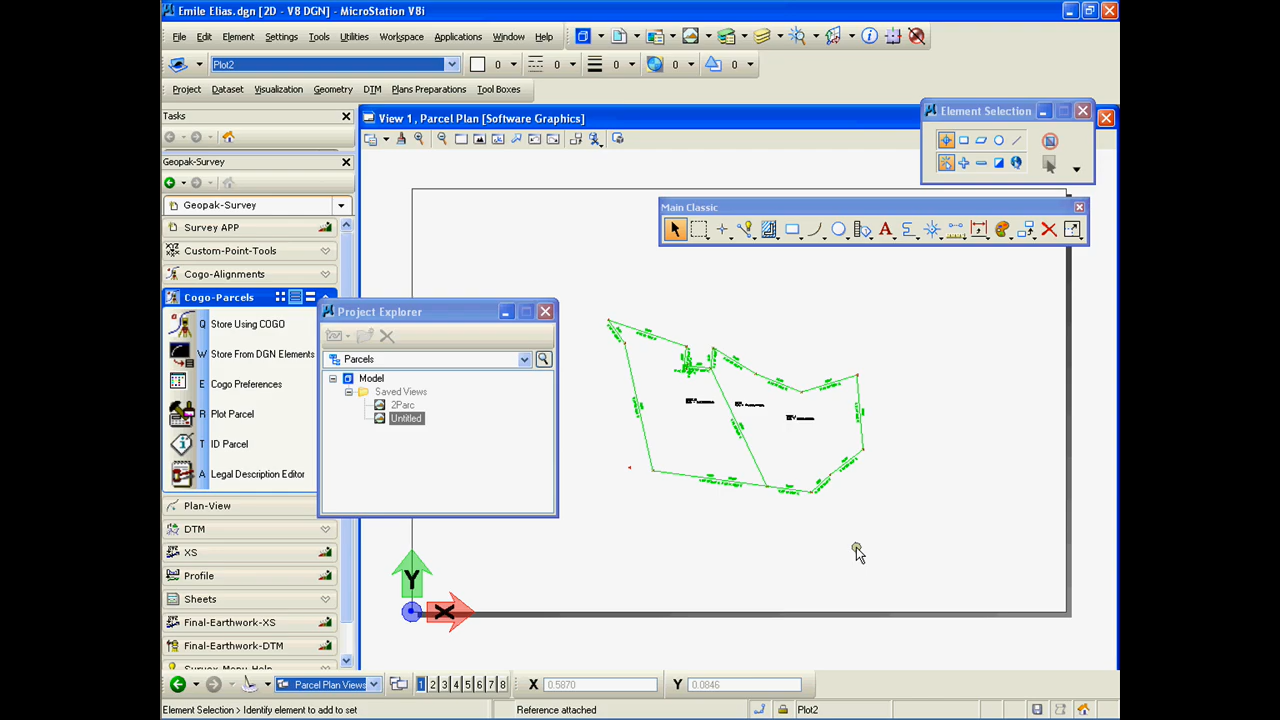 Emile Elias.dgn [2D - V8 DGN] - MicroStation V8i
File Edit Element Settings Tools Utilities Workspace Applications Window Help
Plot2 0 0 0 0 0
Project Dataset Visualization Geometry DTM Plans Preparations Tool Boxes
Tasks
View 1, Parcel Plan [Software Graphics]
Element Selection
Geopak-Survey
Geopak-Survey
Main Classic
A
Survey APP
Custom-Point-Tools
Cogo-Alignments
Cogo-Parcels
Q Store Using COGO
W Store From DGN Elements
E Cogo Preferences
R Plot Parcel
T ID Parcel
A Legal Description Editor
Plan-View
DTM
XS
Profile
Sheets
Final-Earthwork-XS
Final-Earthwork-DTM
Survey-Menu-Help
Project Explorer
Parcels
Model
Saved Views
2Parc
Untitled
Y
X
Parcel Plan Views 1 2 3 4 5 6 7 8 X 0.5870 Y 0.0846
Element Selection > Identify element to add to set Reference attached Plot2